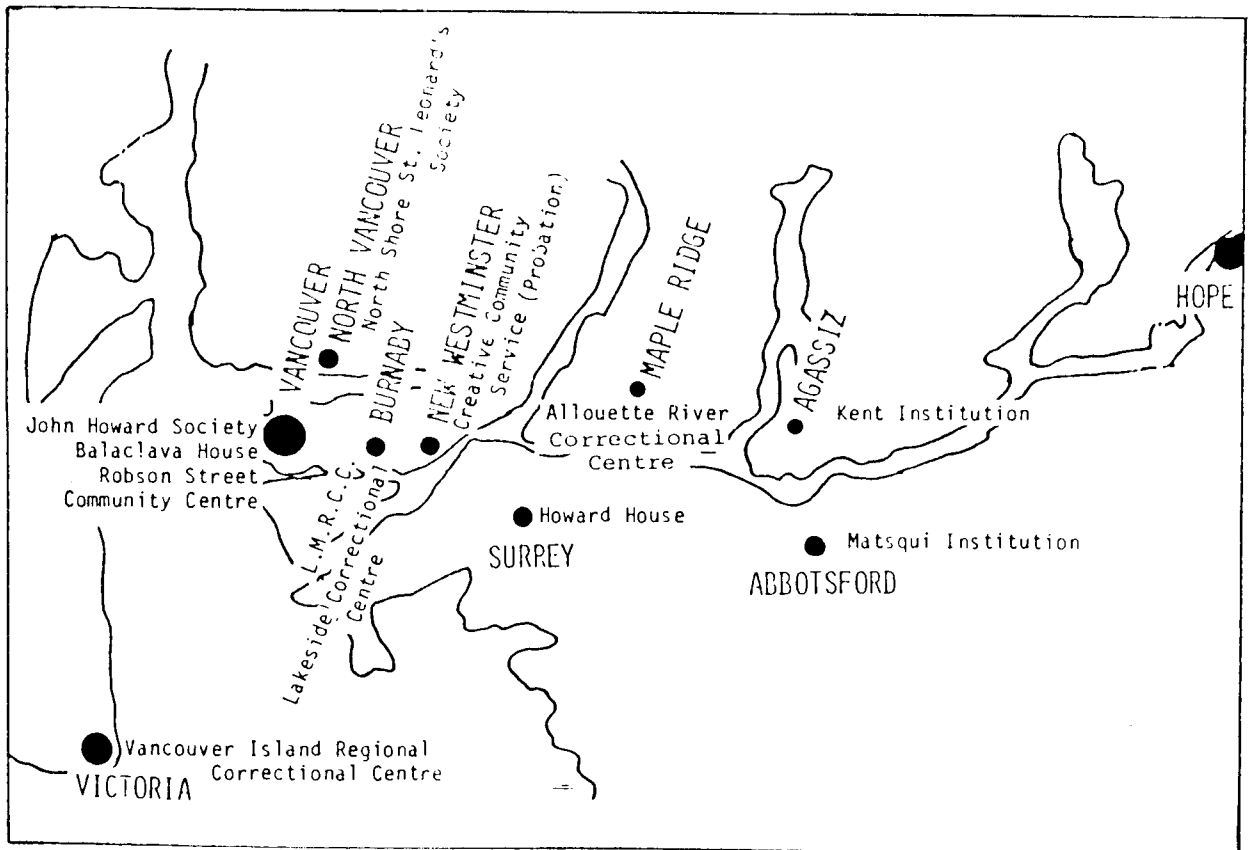 VANCOUVER
John Howard Society
Balaclava House
Robson Street
Community Centre
NORTH VANCOUVER
North Shore St. Leonard's
Society
BURNABY
L.M.R.C.C.
Lakeside Correctional
Centre
NEW WESTMINSTER
Creative Community
Service (Probation)
MAPLE RIDGE
Allouette River
Correctional
Centre
AGASSIZ
Kent Institution
HOPE
Howard House
SURREY
Matsqui Institution
ABBOTSFORD
Vancouver Island Regional
Correctional Centre
VICTORIA